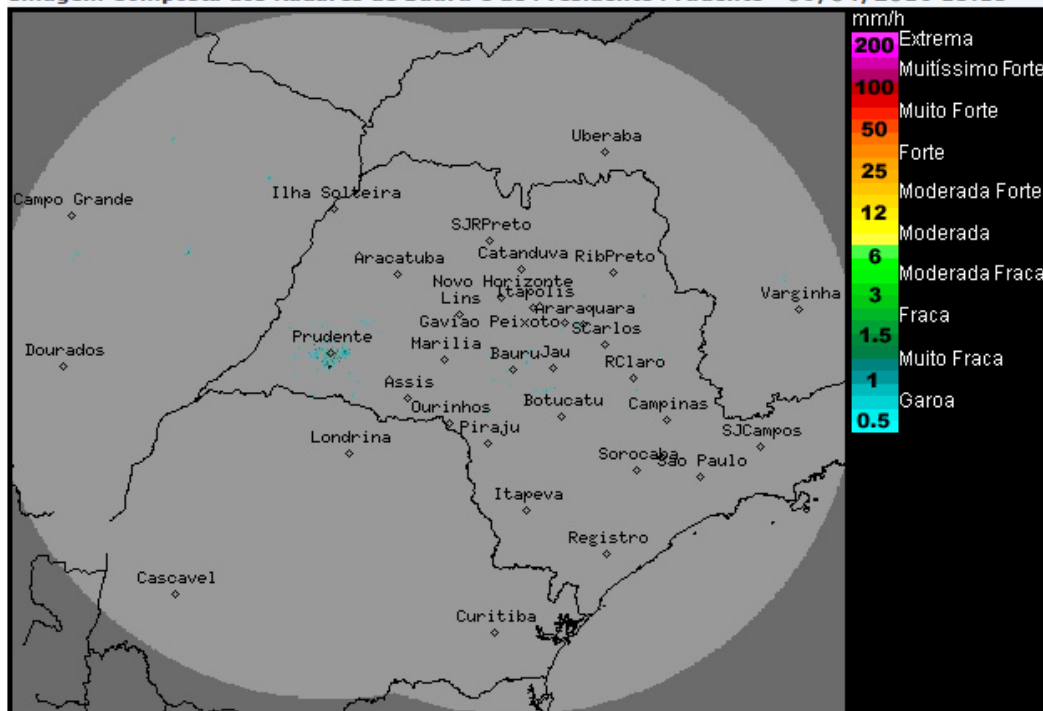 mm/h
200 Extrema
Muitíssimo Forte
100
Muito Forte
50
Forte
25
Moderada Forte
12
Moderada
6
Moderada Fraca
3
Fraca
1.5
Muito Fraca
1
Garoa
0.5
Uberaba
Campo Grande
Ilha Solteira
SJRPreto
Aracatuba
Catanduva
RibPreto
Novo Horizonte
Itapolis
Lins
Araraquara
Varginha
Gaviao Peixoto
SCarlos
Prudente
Dourados
Marilia
Bauru
Jau
RClaro
Assis
Ourinhos
Botucatu
Campinas
Piraju
Londrina
SJCampos
Sorocaba
Sao Paulo
Itapeva
Registro
Cascavel
Curitiba